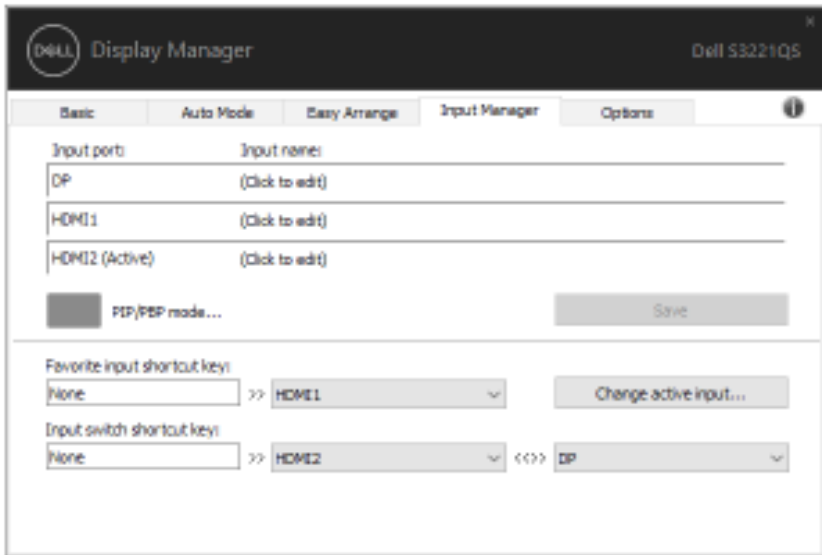 DELL Display Manager Dell S3221QS
Basic Auto Mode Easy Arrange Input Manager Options
Input port: Input name:
DP (Click to edit)
HDMI1 (Click to edit)
HDMI2 (Active) (Click to edit)
PIP/PBP mode... Save
Favorite input shortcut key:
None >> HDMI1 Change active input...
Input switch shortcut key:
None >> HDMI2 <<>> DP